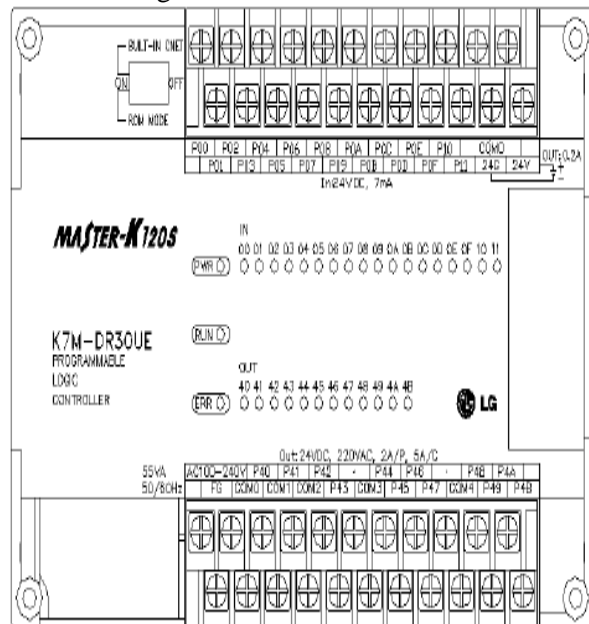 BUILT-IN CNET
ON OFF
ROM MODE
P00 P02 P04 P06 P08 P0A P0C P0E P10 COM0
P01 P03 P05 P07 P09 P0B P0D P0F P11 24G 24V
OUT:0.2A
In:24VDC, 7mA
MASTER-K120S
IN
00 01 02 03 04 05 06 07 08 09 0A 0B 0C 0D 0E 0F 10 11
PWR
K7M-DR30UE
PROGRAMMABLE
LOGIC
CONTROLLER
RUN
OUT
40 41 42 43 44 45 46 47 48 49 4A 4B
ERR
LG
Out:24VDC, 220VAC, 2A/P, 5A/C
55VA
50/60Hz
AC100-240V P40 P41 P42 · P44 P46 · P48 P4A
FG COM0 COM1 COM2 P43 COM3 P45 P47 COM4 P49 P4B